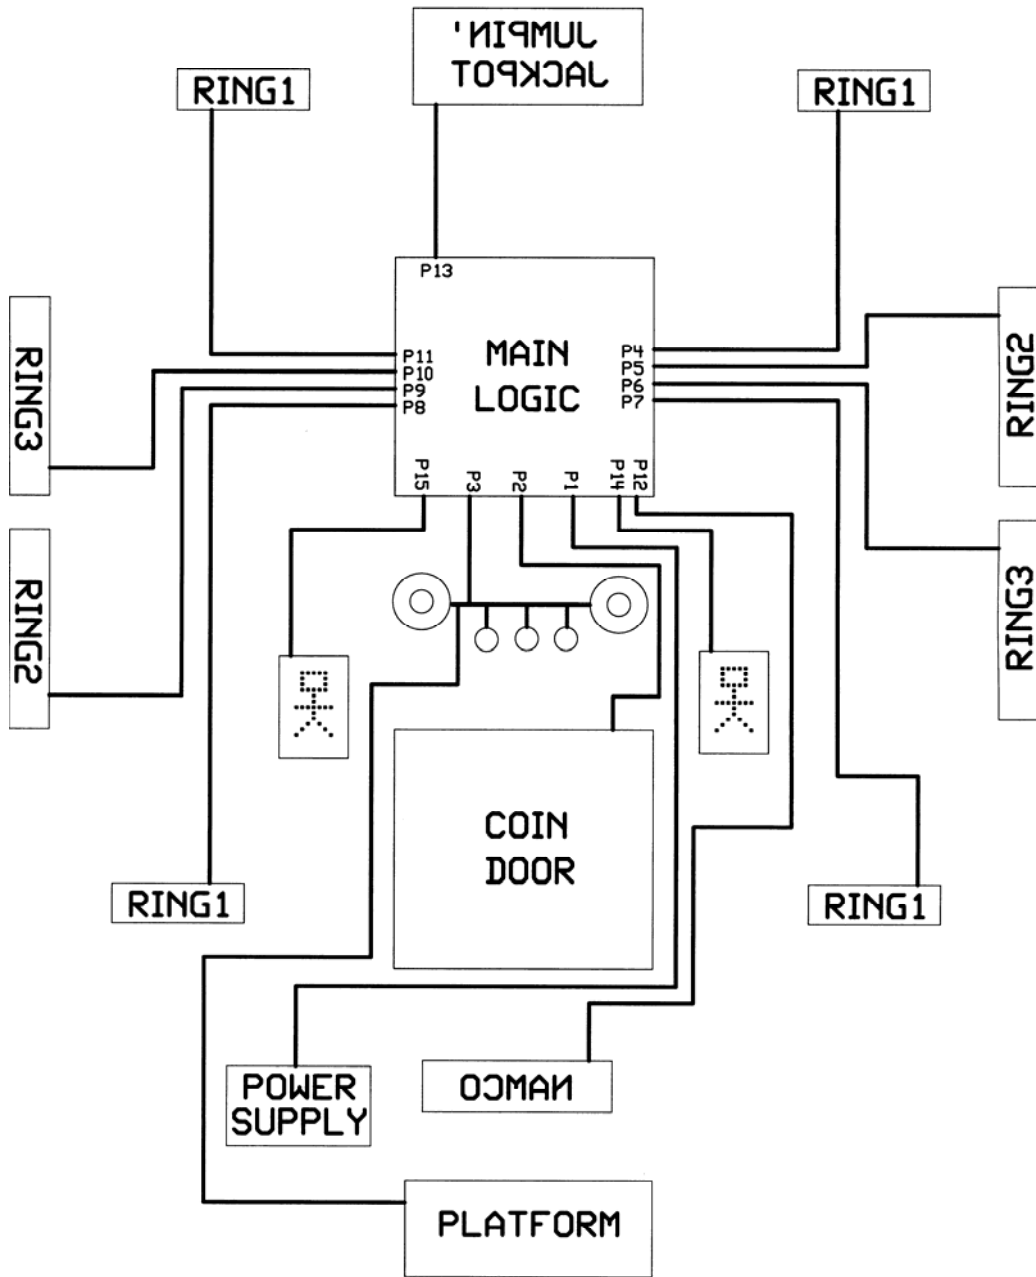 JUMPIN'
JACKPOT
RING1
RING1
P13
MAIN
LOGIC
P11
P10
P9
P8
P4
P5
P6
P7
P15
P3
P2
P1
P14
P12
RING3
RING2
RING2
RING3
COIN
DOOR
RING1
RING1
POWER
SUPPLY
NAMCO
PLATFORM